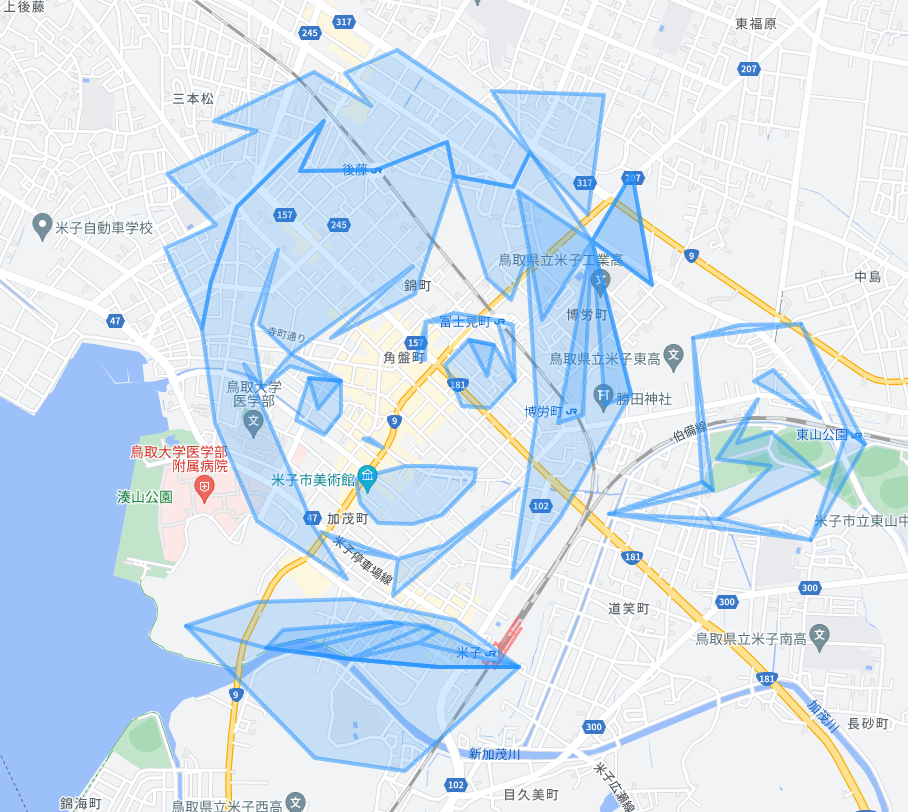 上後藤
317
245
東福原
207
三本松
後藤 JR
317
207
157
245
米子自動車学校
鳥取県立米子工業高
9
中島
錦町
博労町
47
富士見町 JR
寺町通り
157
角盤町
鳥取県立米子東高
181
鳥取大学
医学部
勝田神社
博労町 JR
9
伯備線
東山公園 JR
鳥取大学医学部
附属病院
米子市美術館
湊山公園
102
47
加茂町
米子市立東山中
米子停車場線
181
300
300
道笑町
鳥取県立米子南高
米子 JR
181
9
加茂川
長砂町
300
新加茂川
102
目久美町
米子広瀬線
錦海町
鳥取県立米子西高